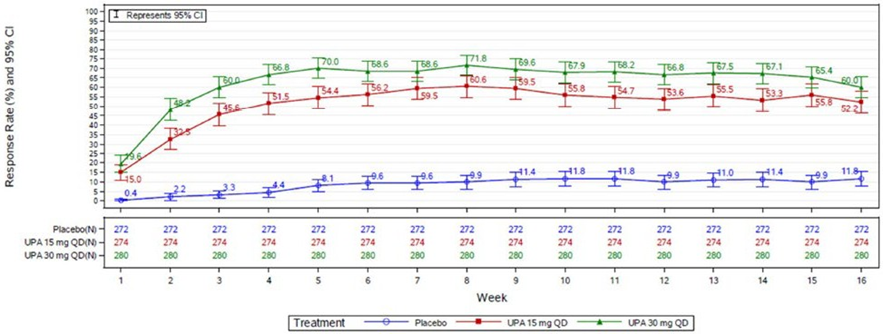 Response Rate (%) and 95% CI
Represents 95% CI
100
95
90
85
80
75
70
65
60
55
50
45
40
35
30
25
20
15
10
5
0
19.6 48.2 60.0 66.8 70.0 68.6 68.6 71.8 69.6 67.9 68.2 66.8 67.5 67.1 65.4 60.0
15.0 32.5 45.6 51.5 54.4 56.2 59.5 60.6 59.5 55.8 54.7 53.6 55.5 53.3 55.8 52.2
0.4 2.2 3.3 4.4 8.1 9.6 9.6 9.9 11.4 11.8 11.8 9.9 11.0 11.4 9.9 11.8
Placebo(N) 272 272 272 272 272 272 272 272 272 272 272 272 272 272 272 272
UPA 15 mg QD(N) 274 274 274 274 274 274 274 274 274 274 274 274 274 274 274 274
UPA 30 mg QD(N) 280 280 280 280 280 280 280 280 280 280 280 280 280 280 280 280
1 2 3 4 5 6 7 8 9 10 11 12 13 14 15 16
Week
Treatment Placebo UPA 15 mg QD UPA 30 mg QD